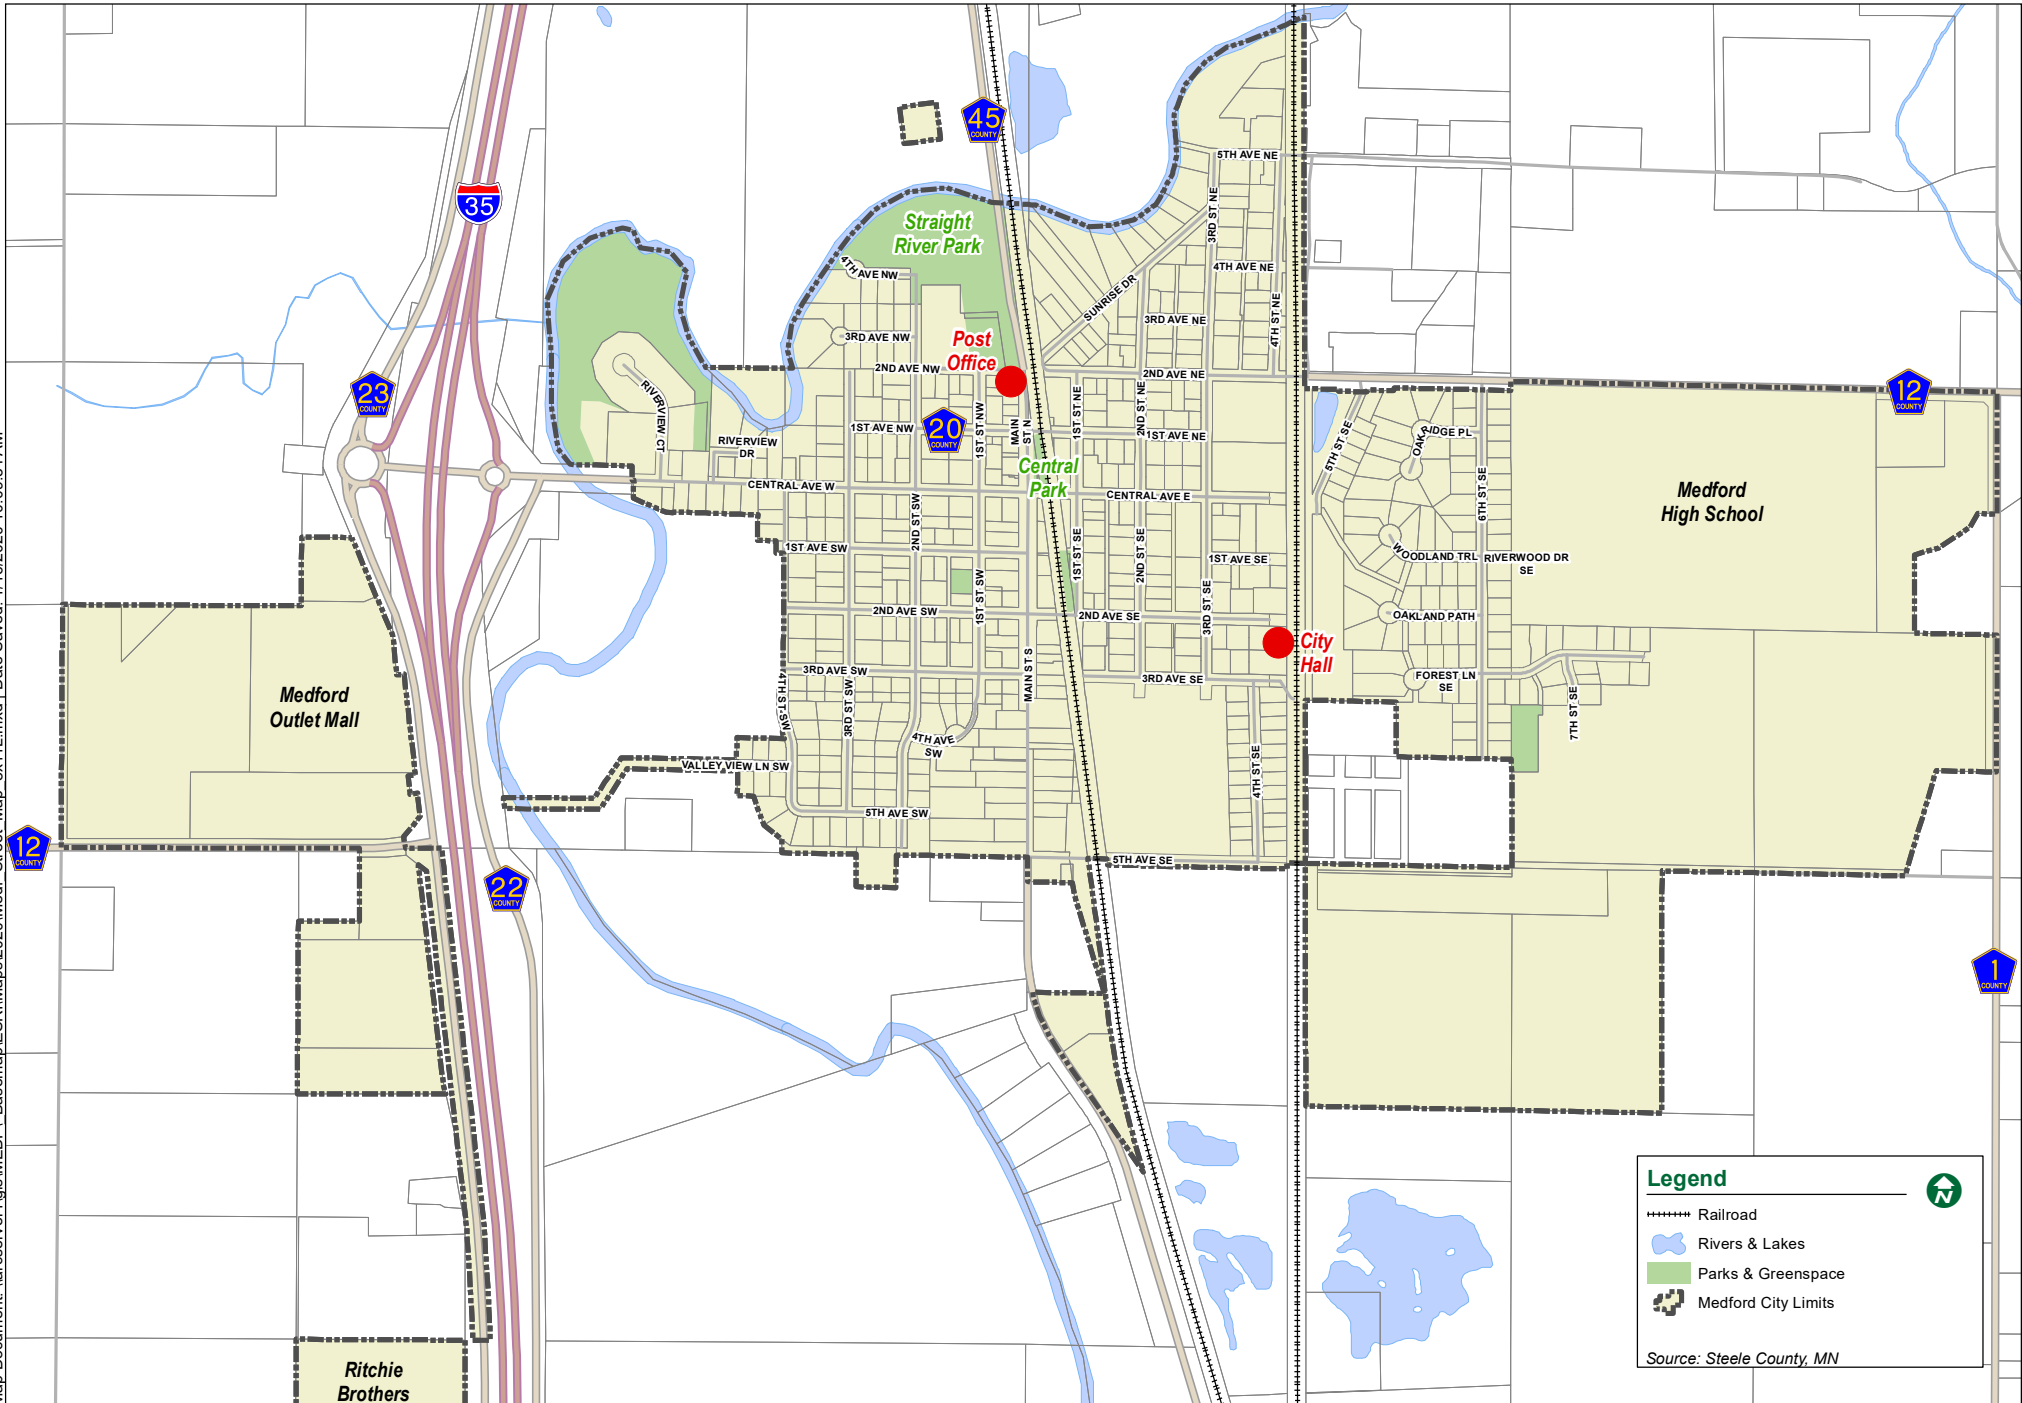 45
COUNTY
35
5TH AVE NE
3RD ST NE
Straight
River Park
4TH AVE NW
4TH AVE NE
SUNRISE DR
3RD AVE NE
4TH ST NE
Post
Office
3RD AVE NW
2ND AVE NW
2ND AVE NE
23
COUNTY
12
COUNTY
RIVERVIEW CT
1ST ST NW
MAIN
ST N
1ST ST NE
2ND ST NE
20
COUNTY
1ST AVE NW
1ST AVE NE
RIVERVIEW
DR
5TH ST SE
OAK RIDGE PL
Central
Park
CENTRAL AVE W
CENTRAL AVE E
6TH ST SE
Medford
High School
2ND ST SW
1ST AVE SW
1ST ST SE
2ND ST SE
1ST AVE SE
WOODLAND TRL
RIVERWOOD DR
SE
1ST ST SW
3RD ST SE
2ND AVE SW
2ND AVE SE
OAKLAND PATH
City
Hall
3RD AVE SW
MAIN ST S
3RD AVE SE
FOREST LN
SE
Medford
Outlet Mall
4TH ST SW
3RD ST SW
7TH ST SE
4TH AVE
SW
4TH ST SE
VALLEY VIEW LN SW
5TH AVE SW
12
COUNTY
5TH AVE SE
22
COUNTY
1
COUNTY
Legend
N
Railroad
Rivers & Lakes
Parks & Greenspace
Medford City Limits
Source: Steele County, MN
Ritchie
Brothers